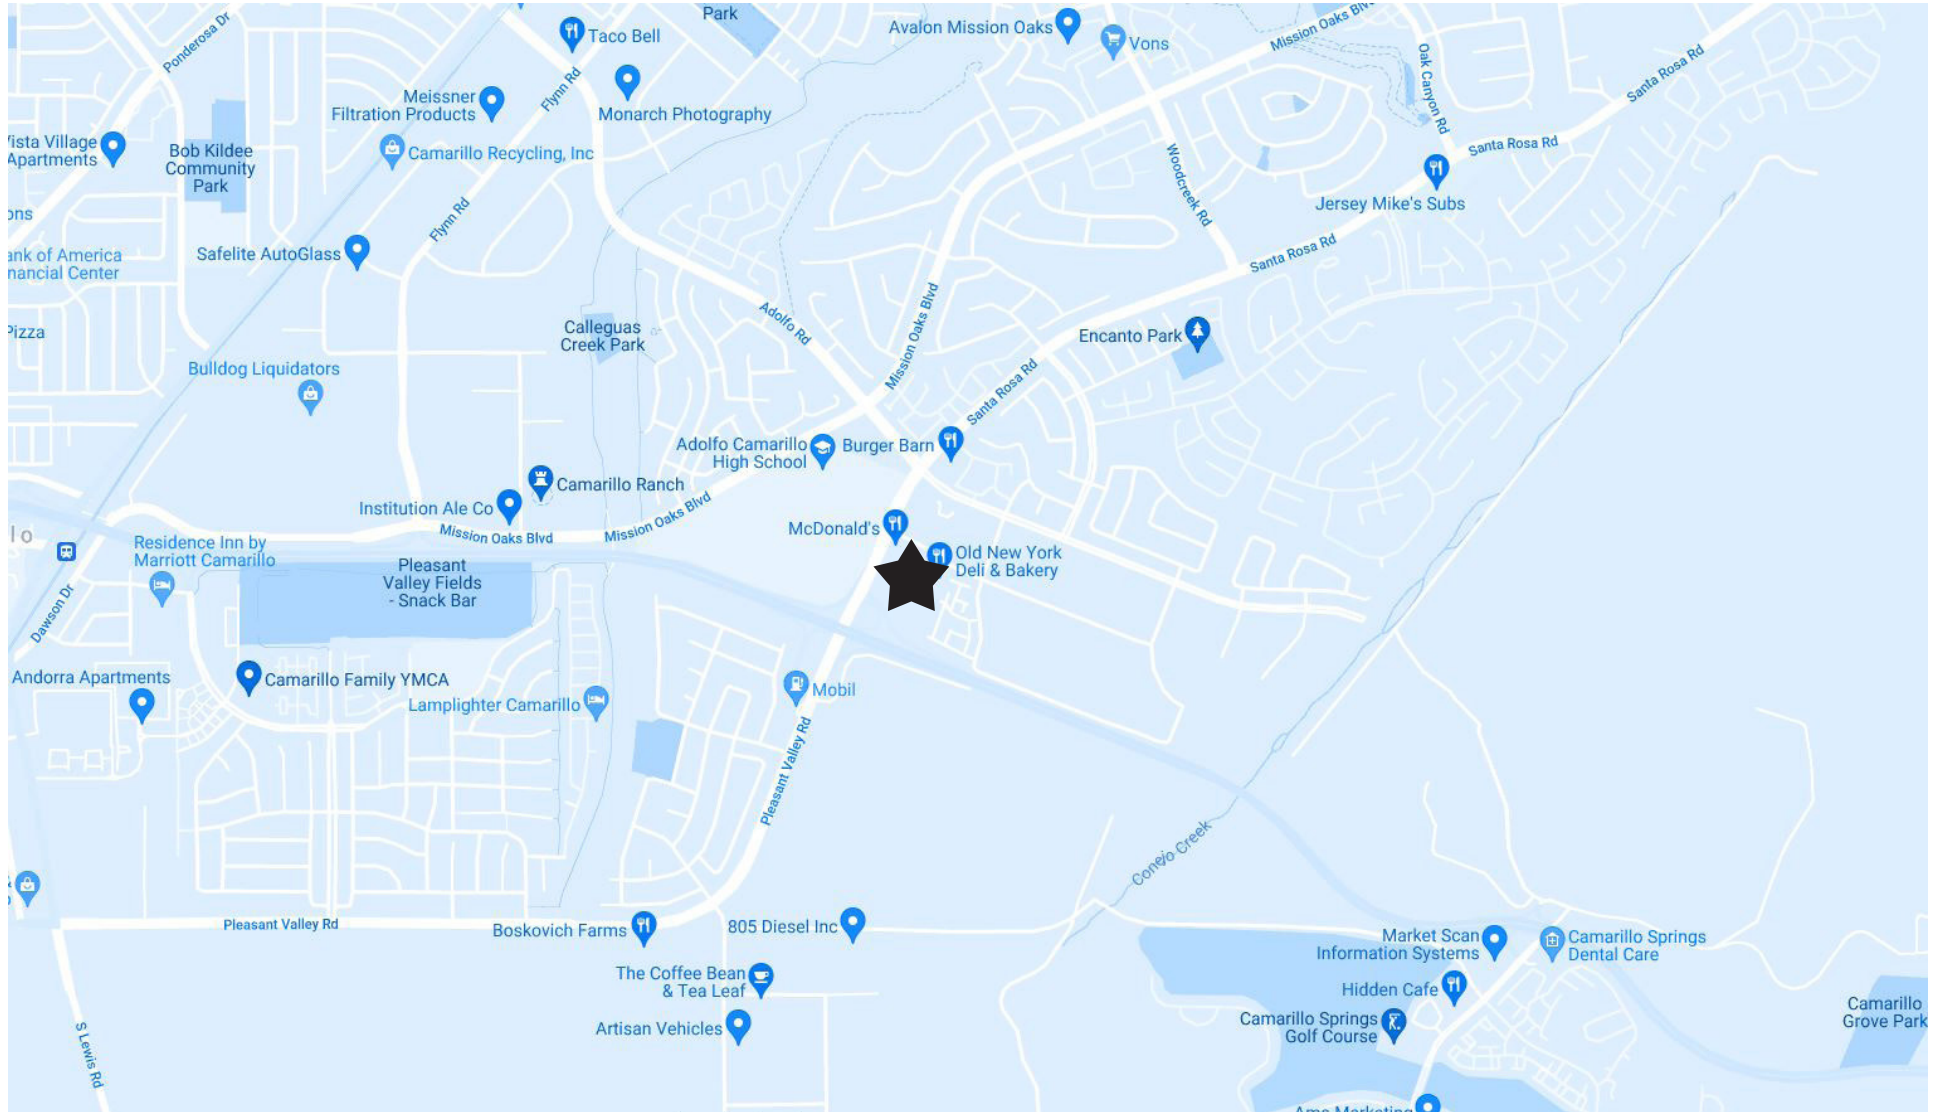 Park
Ponderosa Dr
Taco Bell
Avalon Mission Oaks
Vons
Mission Oaks Blv
Oak Canyon Rd
Santa Rosa Rd
Flynn Rd
Meissner
Filtration Products
Monarch Photography
Vista Village
Apartments
Bob Kildee
Community
Park
Camarillo Recycling, Inc
Santa Rosa Rd
Woodcreek Rd
Jersey Mike's Subs
ons
Flynn Rd
ank of America
nancial Center
Safelite AutoGlass
Santa Rosa Rd
Pizza
Calleguas
Creek Park
Adolfo Rd
Mission Oaks Blvd
Encanto Park
Bulldog Liquidators
Santa Rosa Rd
Adolfo Camarillo
High School
Burger Barn
Camarillo Ranch
Institution Ale Co
Mission Oaks Blvd
Mission Oaks Blvd
McDonald's
lo
Residence Inn by
Marriott Camarillo
Pleasant
Valley Fields
- Snack Bar
Old New York
Deli & Bakery
Dawson Dr
Andorra Apartments
Camarillo Family YMCA
Lamplighter Camarillo
Mobil
Pleasant Valley Rd
Conejo Creek
&
Pleasant Valley Rd
Boskovich Farms
805 Diesel Inc
Market Scan
Information Systems
Camarillo Springs
Dental Care
The Coffee Bean
& Tea Leaf
Hidden Cafe
Camarillo
Grove Park
Artisan Vehicles
Camarillo Springs
Golf Course
S Lewis Rd